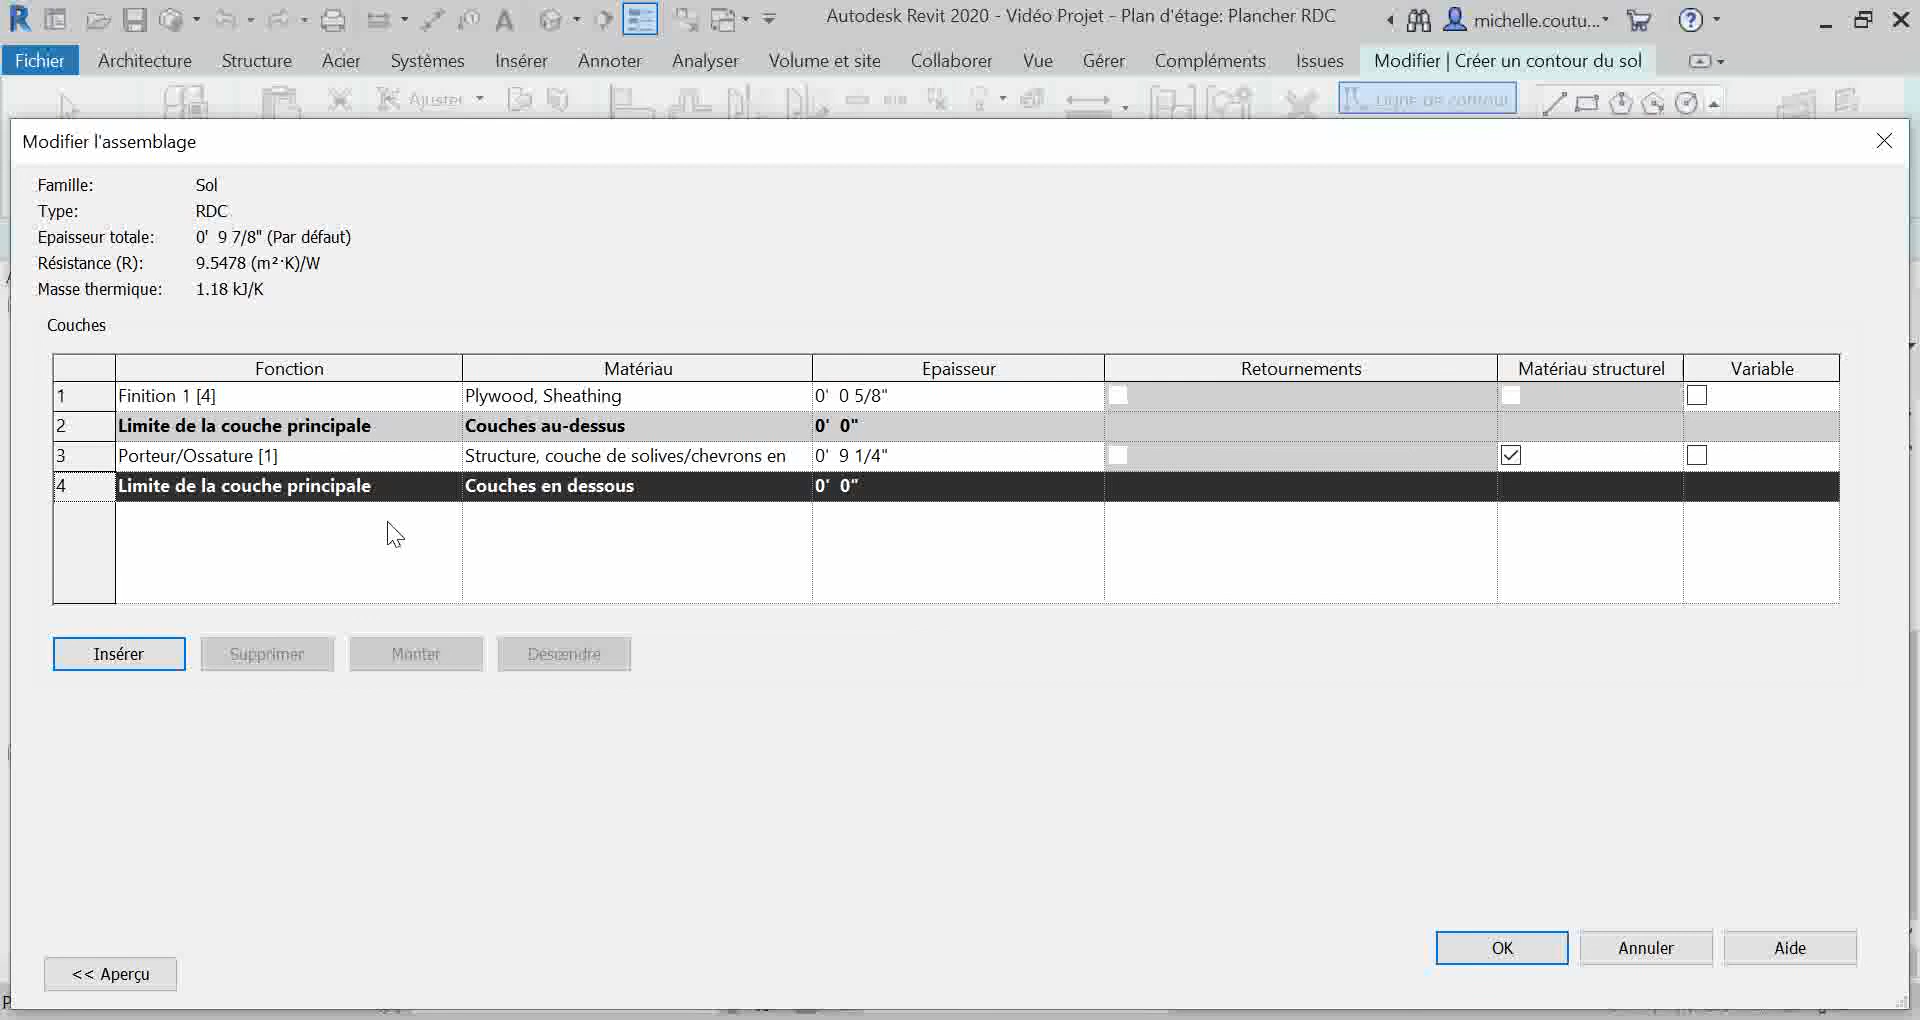 Autodesk Revit 2020 - Vidéo Projet - Plan d'étage: Plancher RDC
michelle.coutu...
Fichier Architecture Structure Acier Systèmes Insérer Annoter Analyser Volume et site Collaborer Vue Gérer Compléments Issues Modifier | Créer un contour du sol
Ajuster Ligne de contour
Modifier l'assemblage
Famille: Sol
Type: RDC
Epaisseur totale: 0' 9 7/8" (Par défaut)
Résistance (R): 9.5478 (m²·K)/W
Masse thermique: 1.18 kJ/K
Couches
Fonction Matériau Epaisseur Retournements Matériau structurel Variable
1 Finition 1 [4] Plywood, Sheathing 0' 0 5/8"
2 Limite de la couche principale Couches au-dessus 0' 0"
3 Porteur/Ossature [1] Structure, couche de solives/chevrons en 0' 9 1/4"
4 Limite de la couche principale Couches en dessous 0' 0"
Insérer Supprimer Monter Descendre
OK Annuler Aide
<< Aperçu